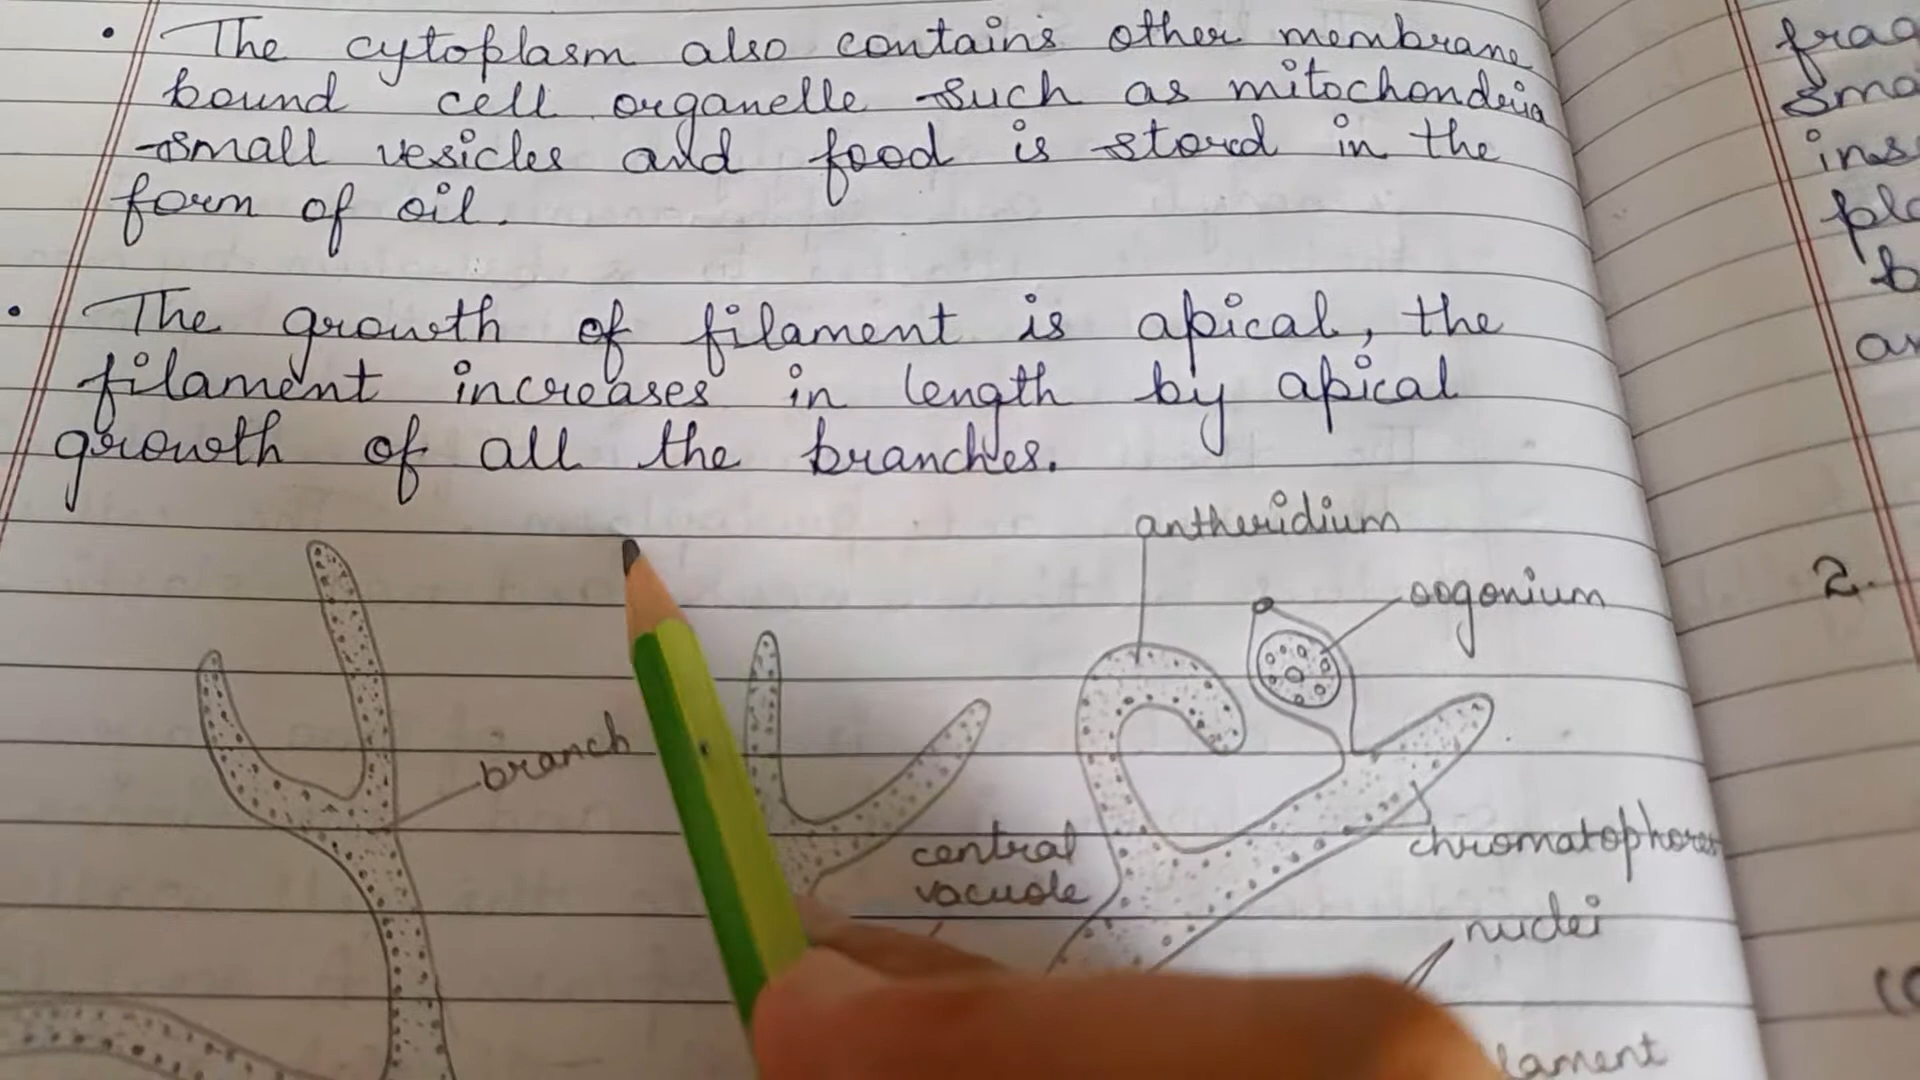 • The cytoplasm also contains other membrane
bound cell organelle such as mitochondria
small vesicles and food is stord in the
form of oil.
• The growth of filament is apical, the
filament increases in length by apical
growth of all the branches.
antheridium
oogonium
branch
central
vacuole
chromatophores
nuclei
2.